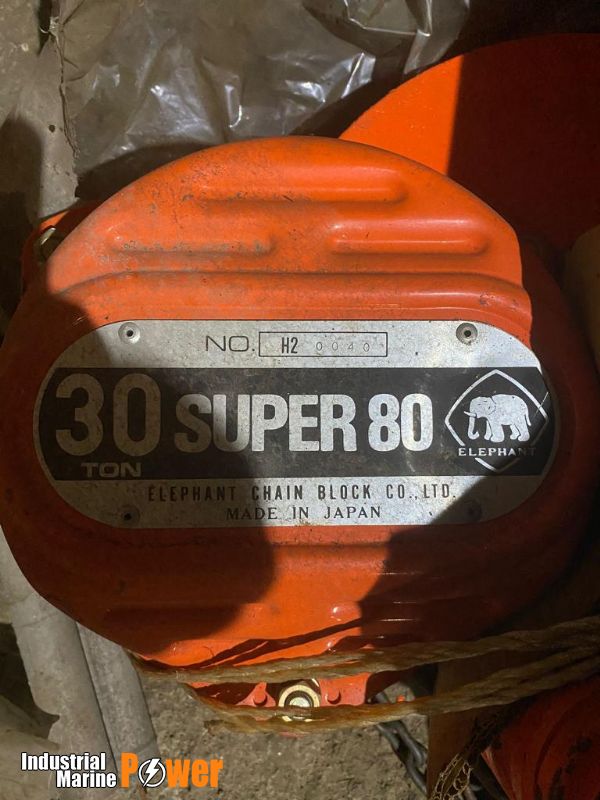 NO. H2 0040
30 TON SUPER 80
ELEPHANT
ELEPHANT CHAIN BLOCK CO., LTD.
MADE IN JAPAN
Industrial
Marine Power